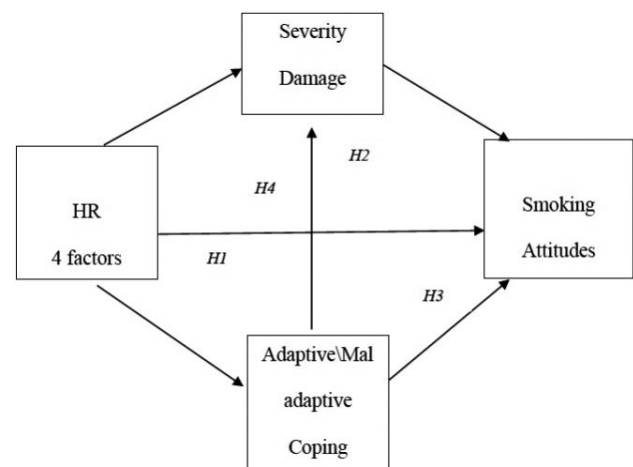 Severity
Damage
H2
H4
HR
4 factors
Smoking
Attitudes
H1
H3
Adaptive\Mal
adaptive
Coping